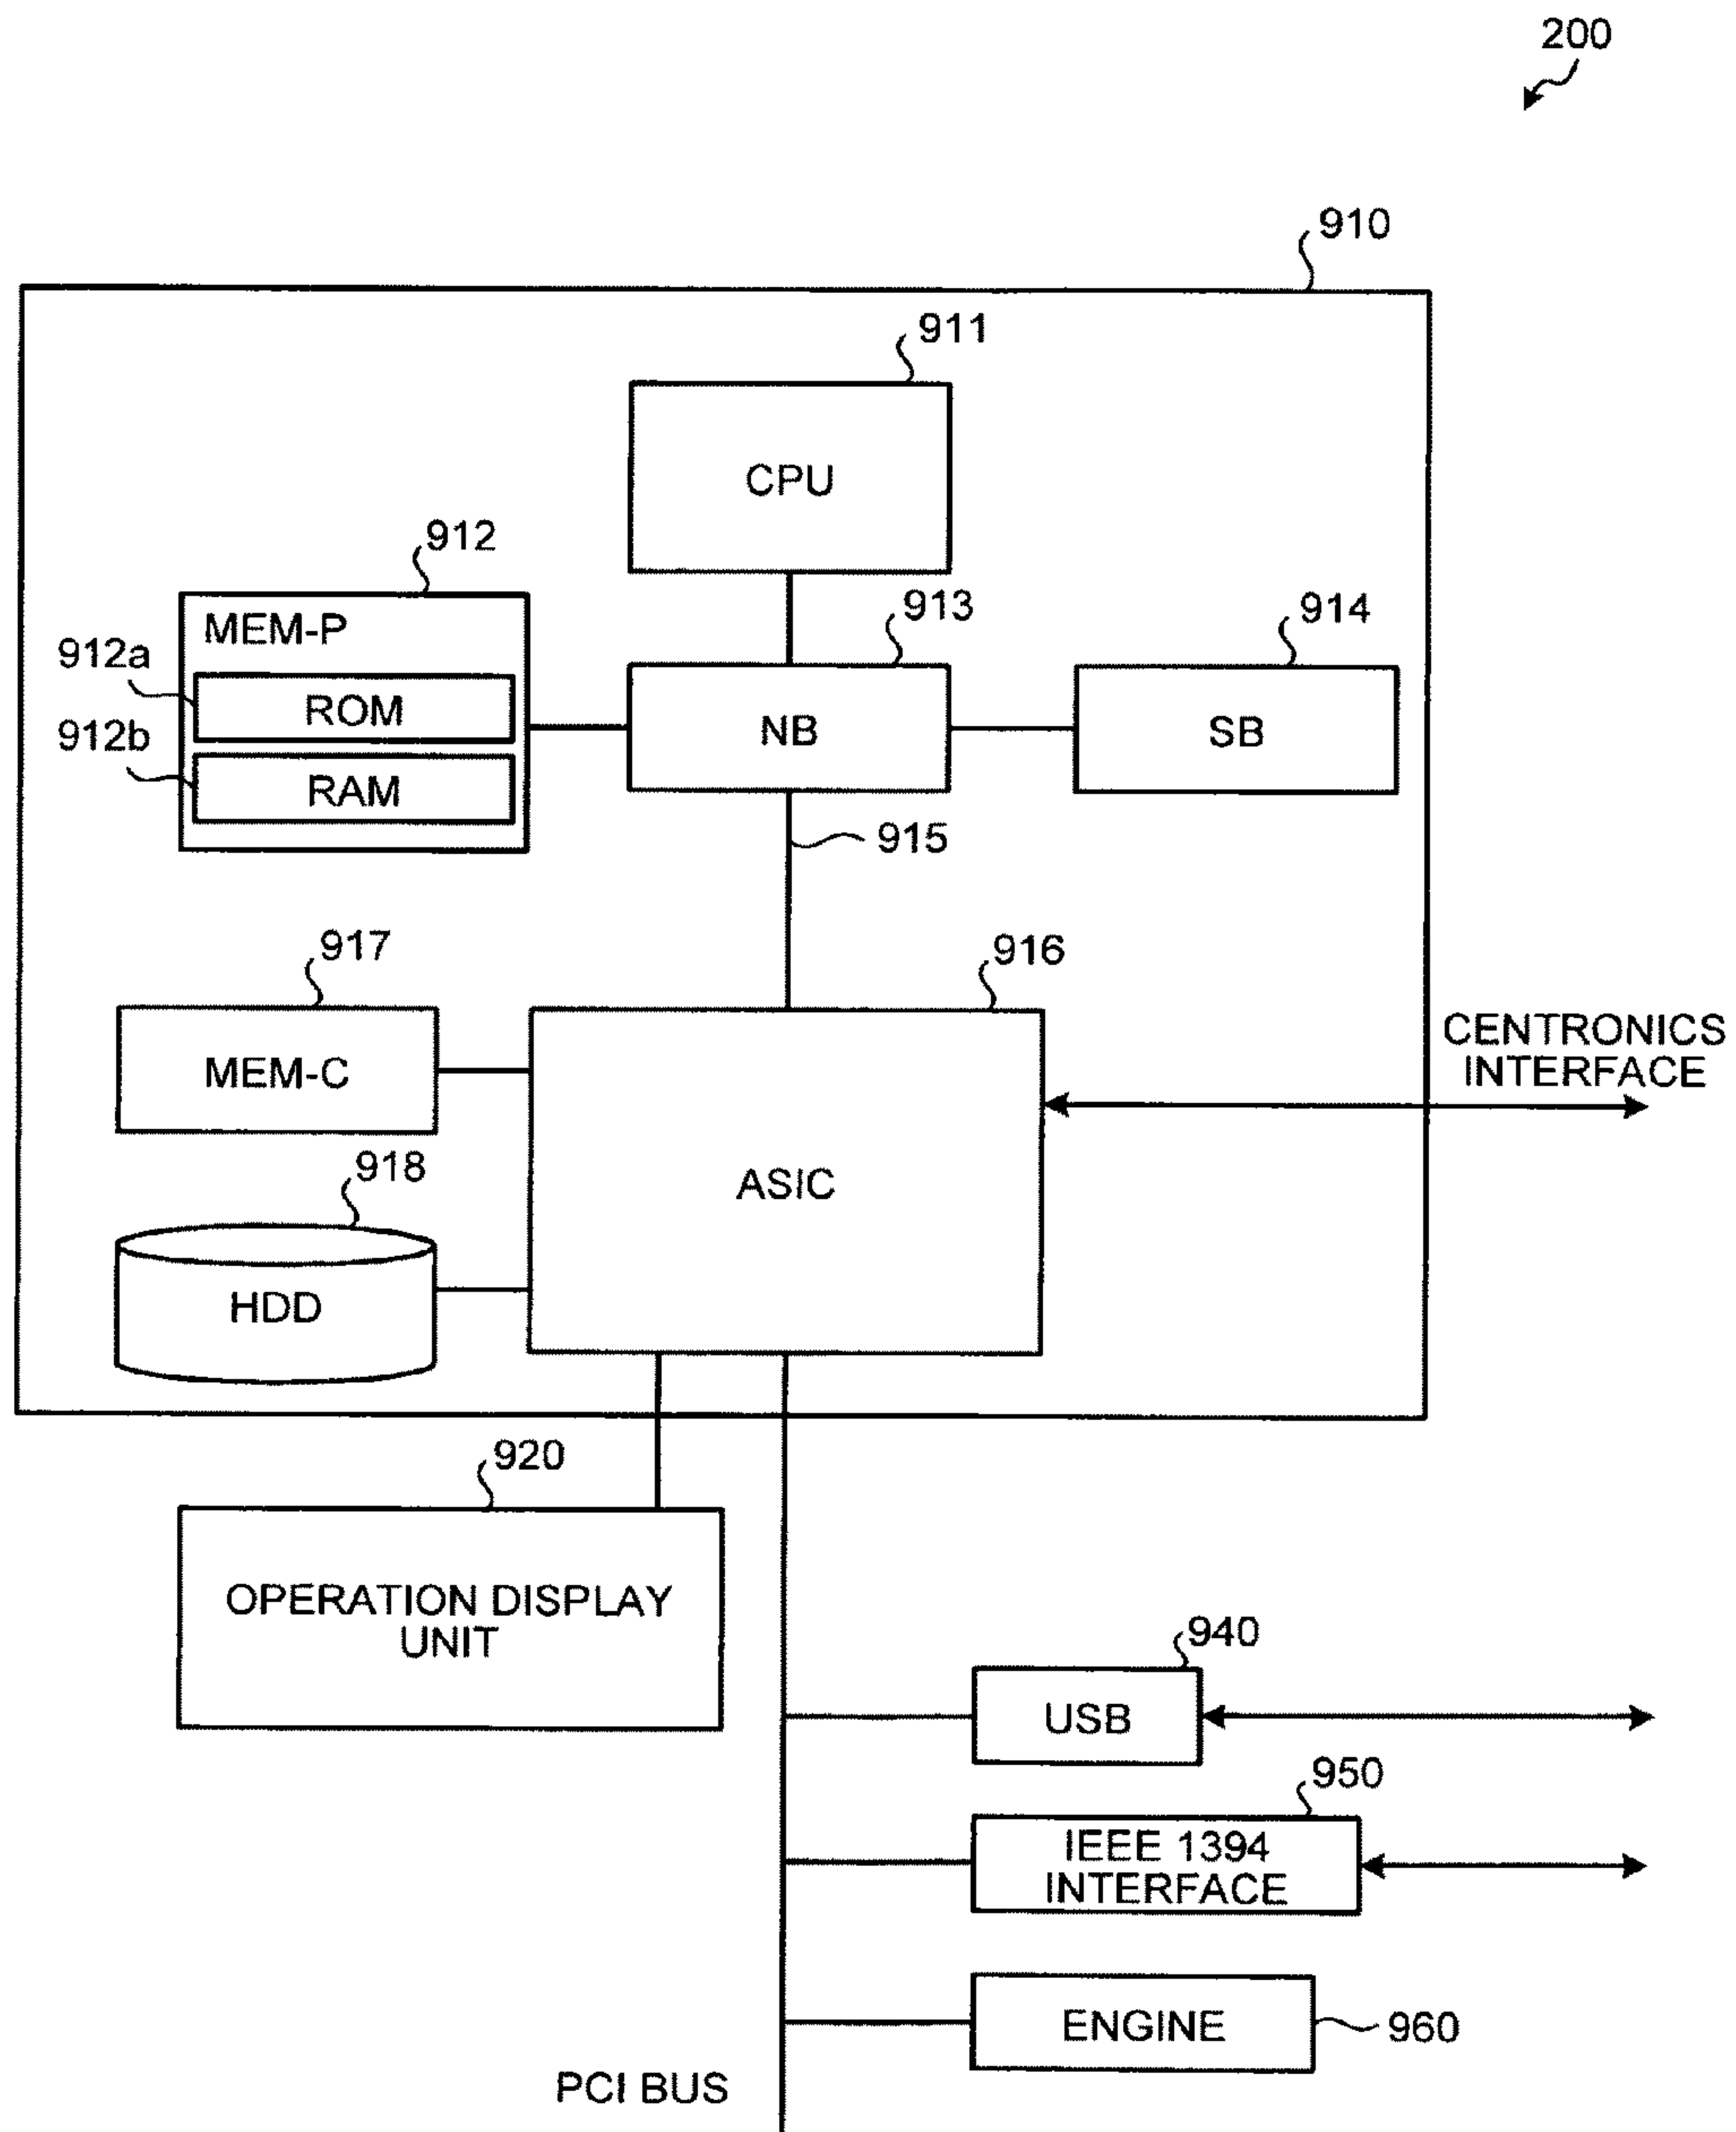 200
910
911
CPU
912
MEM-P
913
914
912a
ROM
NB
SB
912b
RAM
915
917
916
MEM-C
CENTRONICS
INTERFACE
918
ASIC
HDD
920
OPERATION DISPLAY
UNIT
940
USB
950
IEEE 1394
INTERFACE
ENGINE
960
PCI BUS